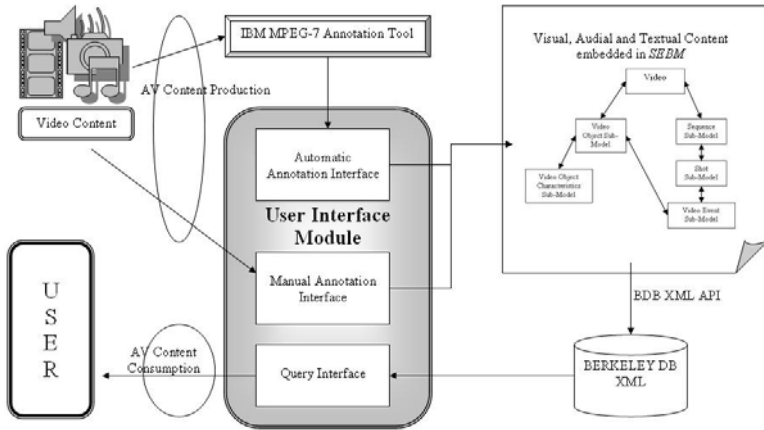 IBM MPEG-7 Annotation Tool
Visual, Audial and Textual Content
embedded in SEBM
AV Content Production
Video Content
Video
Video
Object Sub-
Model
Sequence
Sub-Model
Shot
Sub-Model
Video Object
Characteristics
Sub-Model
Video Event
Sub-Model
Automatic
Annotation Interface
User Interface
Module
Manual Annotation
Interface
U
S
E
R
AV Content
Consumption
Query Interface
BDB XML API
BERKELEY DB
XML